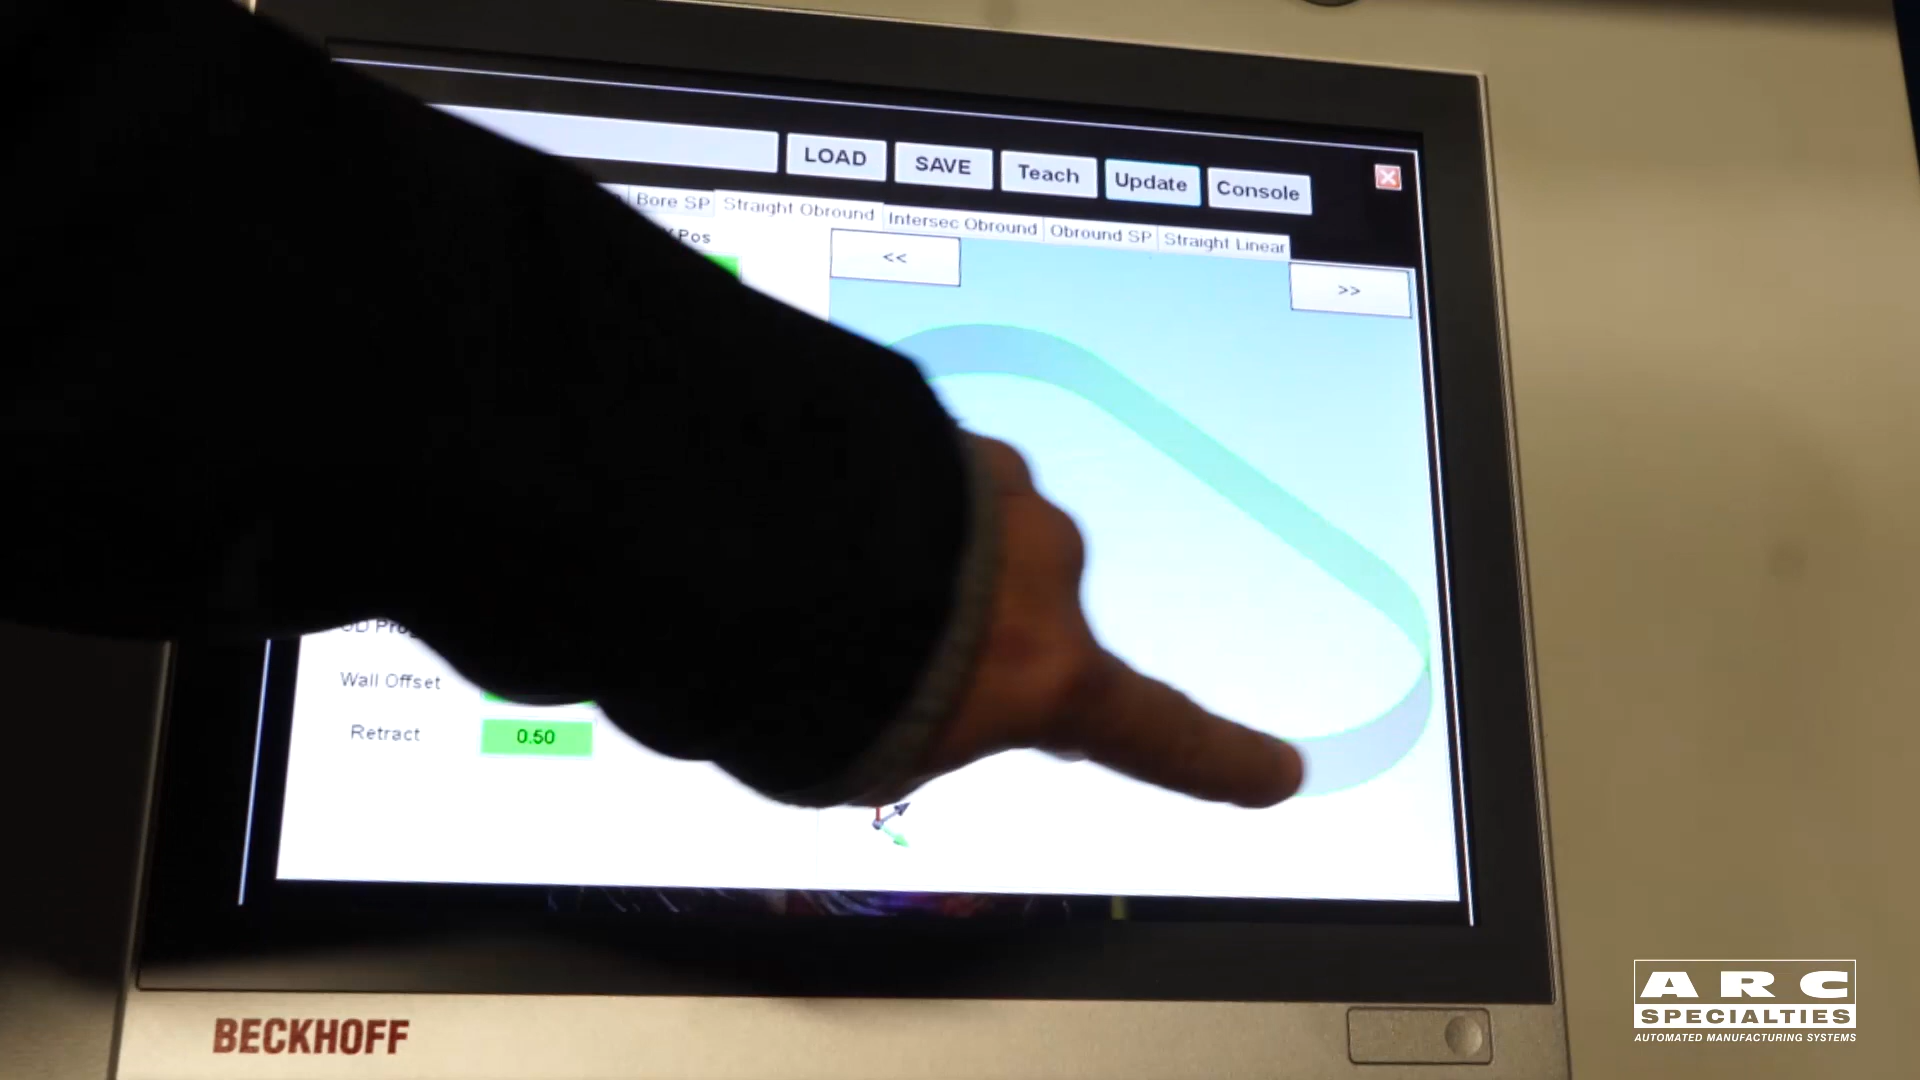 LOAD
SAVE
Teach
Update
Console
Bore SP
Straight Obround
Intersec Obround
Obround SP
Straight Linear
Pos
<<
>>
Wall Offset
Retract
0.50
BECKHOFF
ARC
SPECIALTIES
AUTOMATED MANUFACTURING SYSTEMS